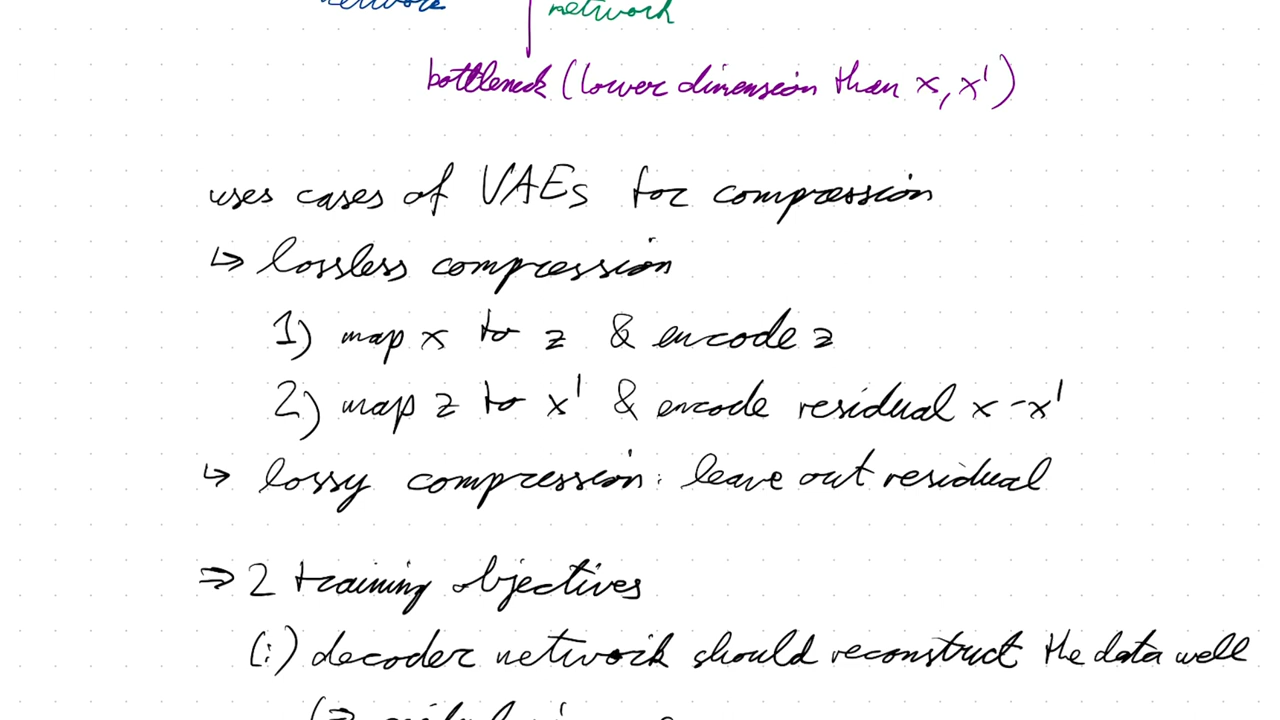 network network
bottleneck (lower dimension than x, x')
uses cases of VAEs for compression
↳ lossless compression
1) map x to z & encode z
2) map z to x' & encode residual x - x'
↳ lossy compression: leave out residual
⇒ 2 training objectives
(i) decoder network should reconstruct the data well